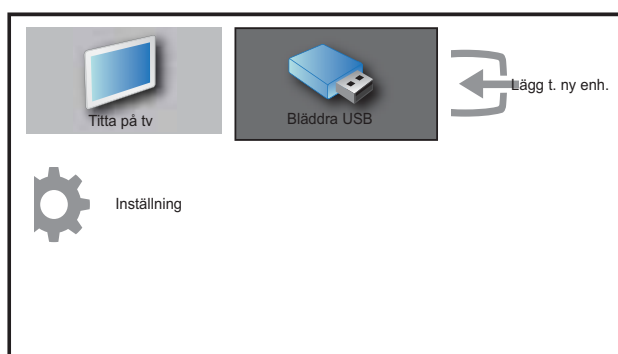 Titta på tv
Bläddra USB
Lägg t. ny enh.
Inställning